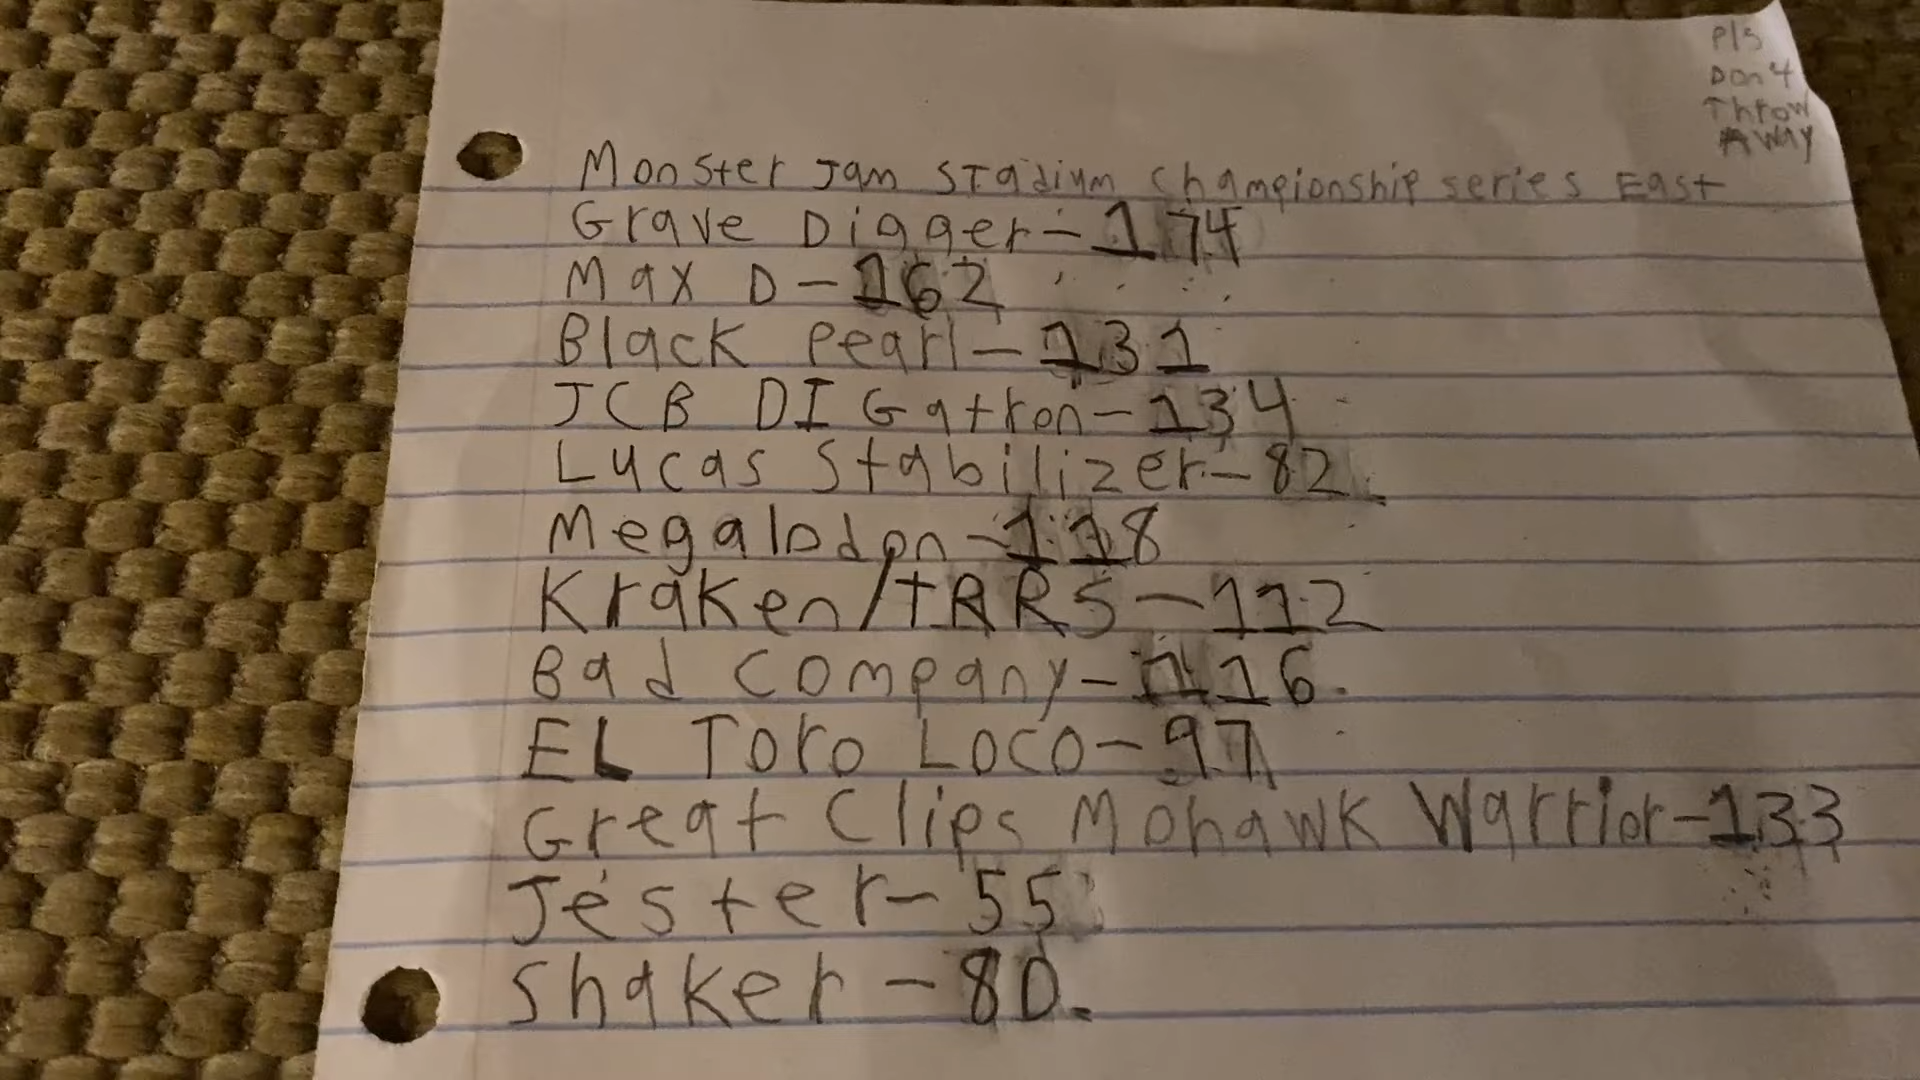 Pls
Don4
Throw
Away
Monster Jam Stadium Championship series East
Grave Digger-174
Max D-162
Black Pearl-131
JCB DIGatron-134
Lucas Stabilizer-82
Megalodon-118
Kraken/TRRS-112
Bad Company-116
EL Toro Loco-97
Great Clips Mohawk Warrior-133
Jester-55
Shaker-80